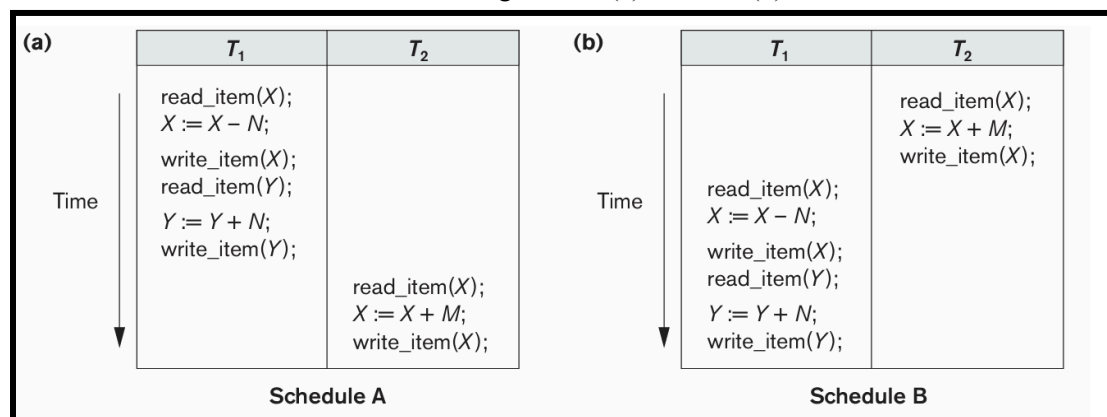 (a)
T1
T2
Time
read_item(X);
X := X – N;
write_item(X);
read_item(Y);
Y := Y + N;
write_item(Y);
read_item(X);
X := X + M;
write_item(X);
Schedule A
(b)
T1
T2
Time
read_item(X);
X := X + M;
write_item(X);
read_item(X);
X := X – N;
write_item(X);
read_item(Y);
Y := Y + N;
write_item(Y);
Schedule B